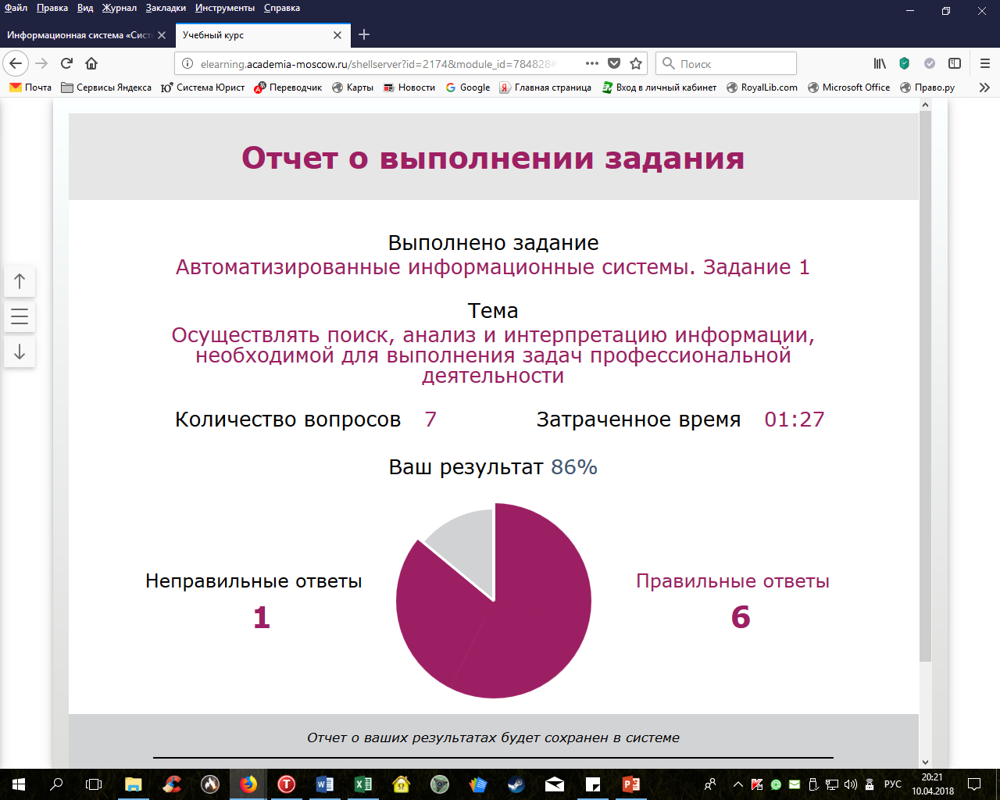 Файл Правка Вид Журнал Закладки Инструменты Справка
Информационная система «Сист
Учебный курс
elearning.academia-moscow.ru/shellserver?id=2174&module_id=784828#
Поиск
Почта Сервисы Яндекса Система Юрист Переводчик Карты Новости Google Главная страница Вход в личный кабинет RoyalLib.com Microsoft Office Право.ру
Отчет о выполнении задания
Выполнено задание
Автоматизированные информационные системы. Задание 1
Тема
Осуществлять поиск, анализ и интерпретацию информации,
необходимой для выполнения задач профессиональной
деятельности
Количество вопросов 7 Затраченное время 01:27
Ваш результат 86%
Неправильные ответы
1
Правильные ответы
6
Отчет о ваших результатах будет сохранен в системе
РУС
20:21
10.04.2018